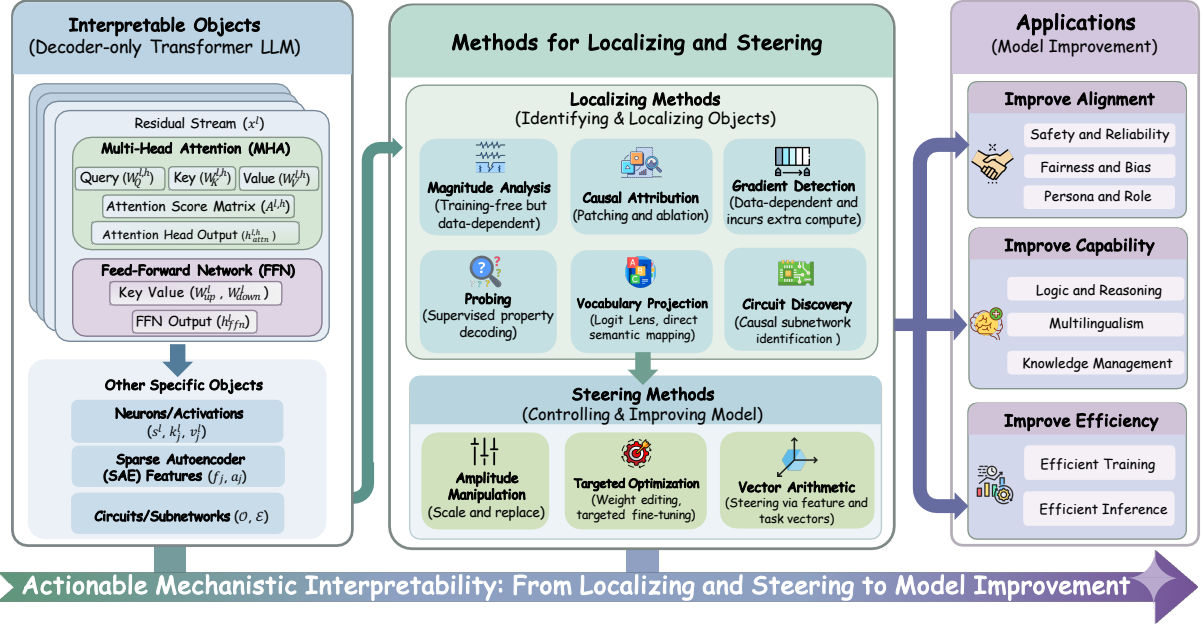 Interpretable Objects
(Decoder-only Transformer LLM)
Residual Stream (x^l)
Multi-Head Attention (MHA)
Query (W_Q^{l,h})
Key (W_K^{l,h})
Value (W_V^{l,h})
Attention Score Matrix (A^{l,h})
Attention Head Output (h_{attn}^{l,h})
Feed-Forward Network (FFN)
Key Value (W_{up}^l, W_{down}^l)
FFN Output (h_{ffn}^l)
Other Specific Objects
Neurons/Activations
(s^l, k_j^l, v_j^l)
Sparse Autoencoder
(SAE) Features (f_j, a_j)
Circuits/Subnetworks (𝒪, ℰ)
Methods for Localizing and Steering
Localizing Methods
(Identifying & Localizing Objects)
Magnitude Analysis
(Training-free but
data-dependent)
Causal Attribution
(Patching and ablation)
Gradient Detection
(Data-dependent and
incurs extra compute)
Probing
(Supervised property
decoding)
A
B
C
Vocabulary Projection
(Logit Lens, direct
semantic mapping)
Circuit Discovery
(Causal subnetwork
identification )
Steering Methods
(Controlling & Improving Model)
Amplitude
Manipulation
(Scale and replace)
Targeted Optimization
(Weight editing,
targeted fine-tuning)
Vector Arithmetic
(Steering via feature and
task vectors)
Applications
(Model Improvement)
Improve Alignment
Safety and Reliability
Fairness and Bias
Persona and Role
Improve Capability
Logic and Reasoning
Multilingualism
Knowledge Management
Improve Efficiency
Efficient Training
Efficient Inference
Actionable Mechanistic Interpretability: From Localizing and Steering to Model Improvement